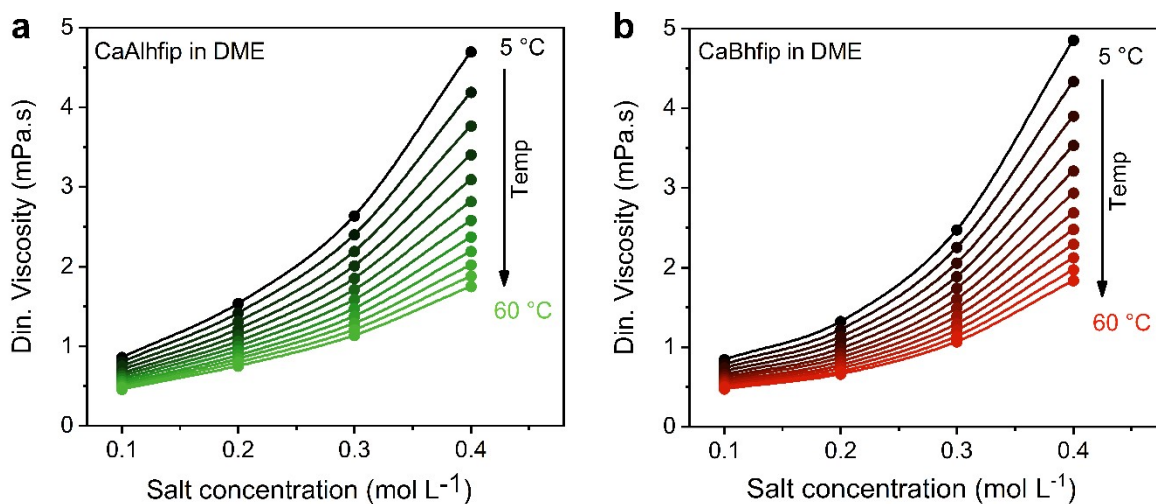 a
CaAlhfip in DME
5 °C
Temp
60 °C
Din. Viscosity (mPa.s)
5
4
3
2
1
0
0.1 0.2 0.3 0.4
Salt concentration (mol L⁻¹)
b
CaBhfip in DME
5 °C
Temp
60 °C
Din. Viscosity (mPa.s)
5
4
3
2
1
0
0.1 0.2 0.3 0.4
Salt concentration (mol L⁻¹)